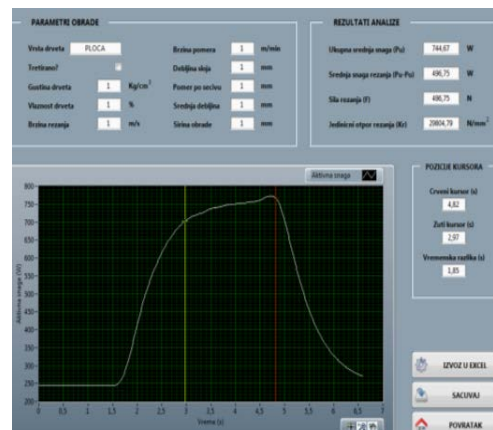 PARAMETRI OBRADE
Vrsta drveta PLOCA
Tretirano?
Gustina drveta 1 Kg/cm³
Vlaznost drveta 1 %
Brzina rezanja 1 m/s
Brzina pomera 1 m/min
Debljina sloja 1 mm
Pomer po secivu 1 mm
Srednja debljina 1 mm
Sirina obrade 1 mm
REZULTATI ANALIZE
Ukupna srednja snaga (Pu) 744,67 W
Srednja snaga rezanja (Pu-Po) 496,75 W
Sila rezanja (F) 496,75 N
Jedinicni otpor rezanja (Kr) 29804,79 N/mm²
Aktivna snaga
800
750
700
650
600
550
500
450
400
350
300
250
200
Aktivna snaga (W)
0 0,5 1 1,5 2 2,5 3 3,5 4 4,5 5 5,5 6 6,5 7
Vreme (s)
POZICIJE KURSORA
Crveni kursor (s)
4,82
Zuti kursor (s)
2,97
Vremenska razlika (s)
1,85
IZVOZ U EXCEL
SACUVAJ
POVRATAK